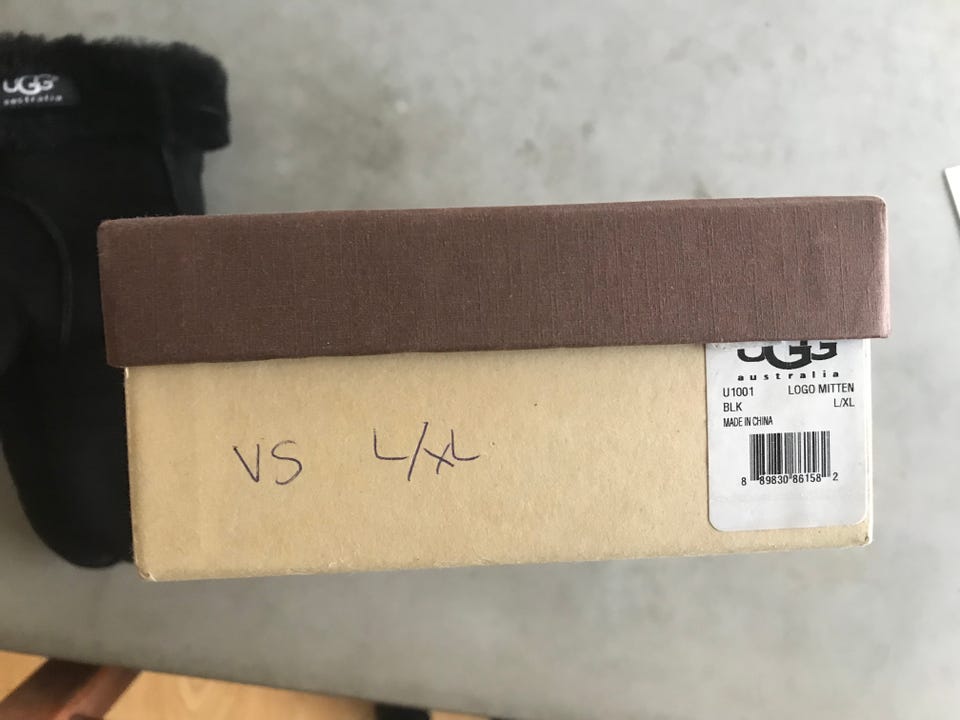 UGG
australia
VS L/XL
UGG
australia
U1001 LOGO MITTEN
BLK L/XL
MADE IN CHINA
8 89830 86158 2